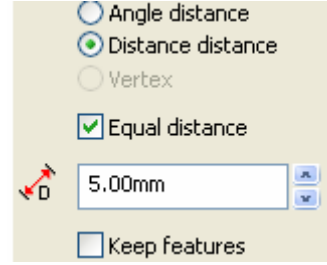 Angle distance
Distance distance
Vertex
Equal distance
D
5.00mm
Keep features